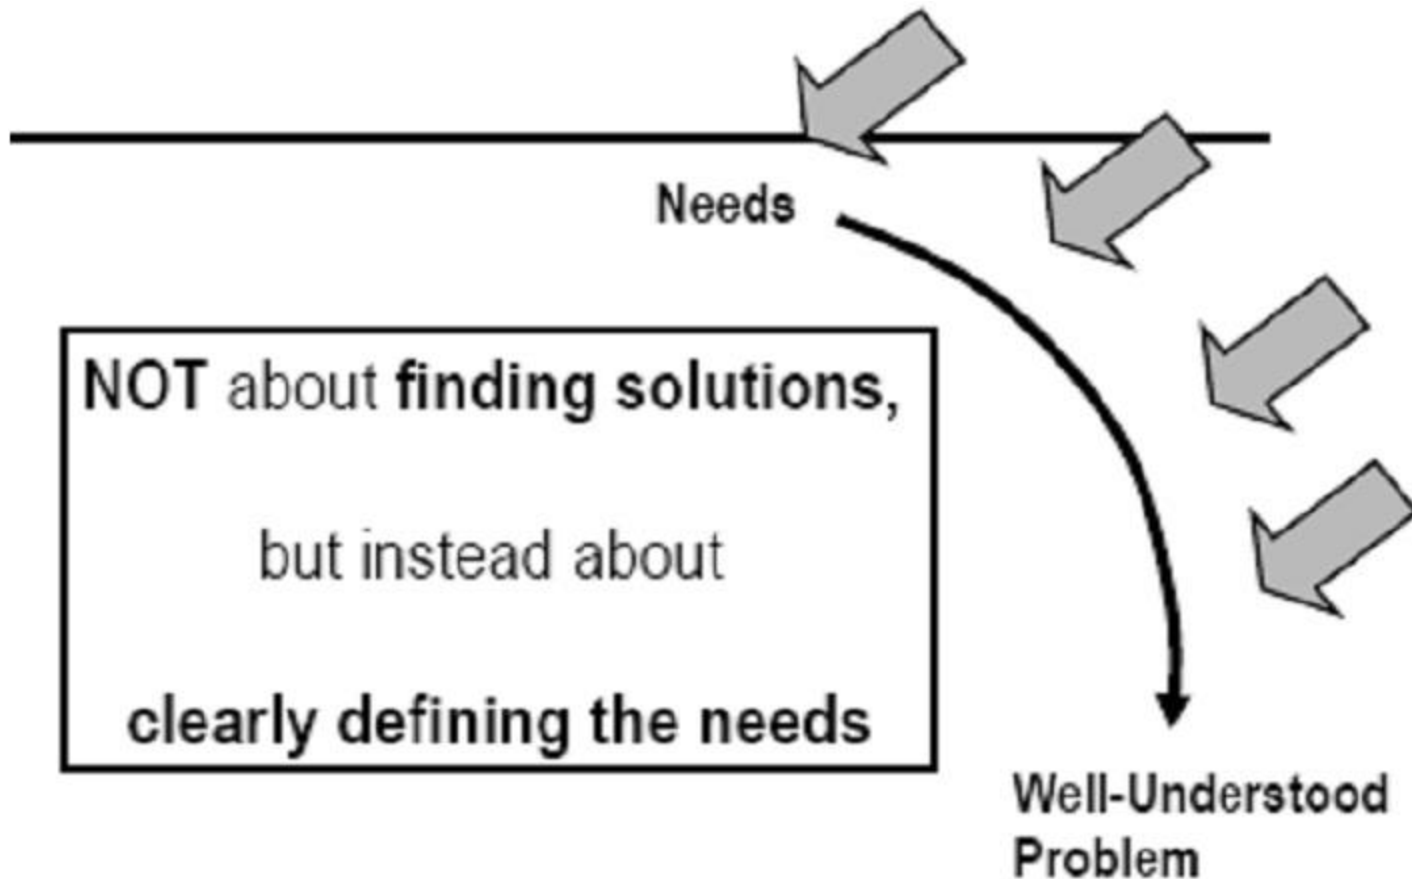 Needs
NOT about finding solutions,
but instead about
clearly defining the needs
Well-Understood
Problem